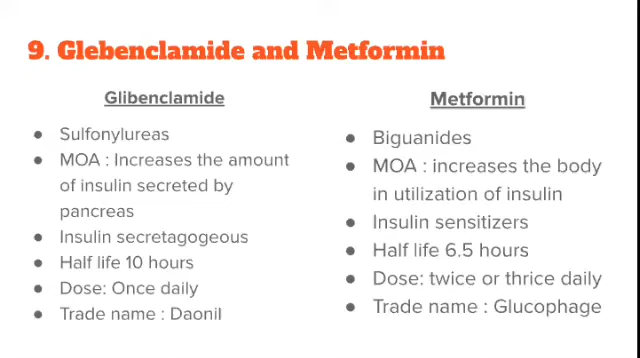 9. Glebenclamide and Metformin
Glibenclamide
● Sulfonylureas
● MOA : Increases the amount
of insulin secreted by
pancreas
● Insulin secretagogeous
● Half life 10 hours
● Dose: Once daily
● Trade name : Daonil
Metformin
● Biguanides
● MOA : increases the body
in utilization of insulin
● Insulin sensitizers
● Half life 6.5 hours
● Dose: twice or thrice daily
● Trade name : Glucophage